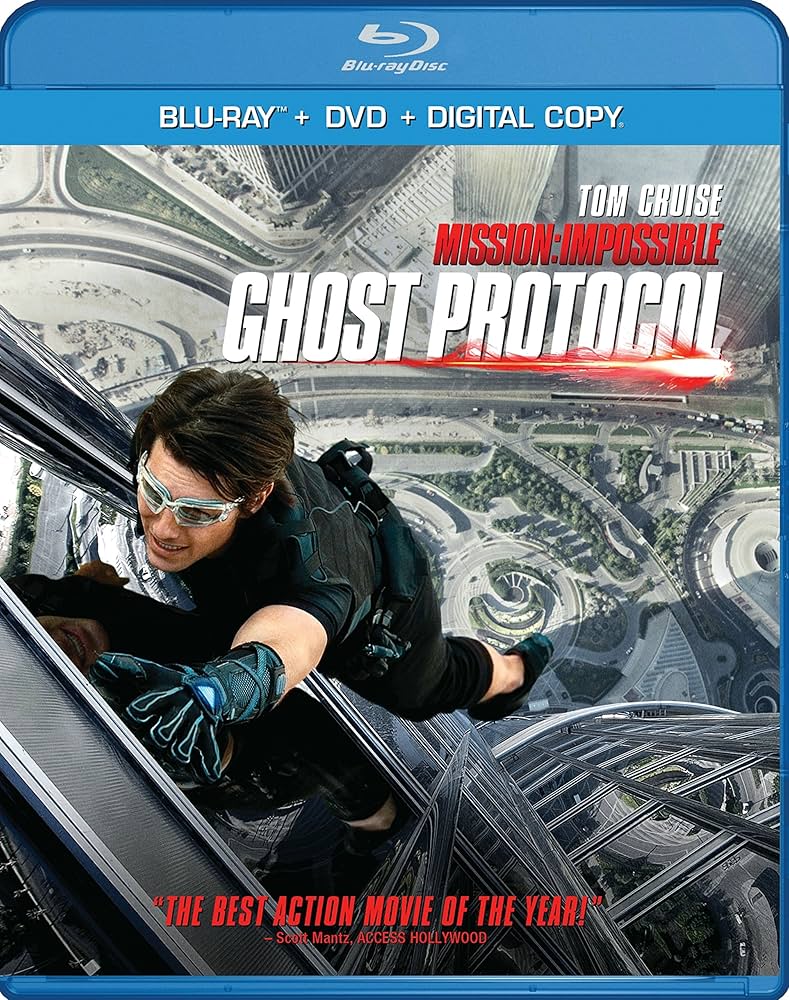 Blu-ray Disc
BLU-RAY™ + DVD + DIGITAL COPY®
TOM CRUISE
MISSION: IMPOSSIBLE
GHOST PROTOCOL
“THE BEST ACTION MOVIE OF THE YEAR!”
– Scott Mantz, ACCESS HOLLYWOOD